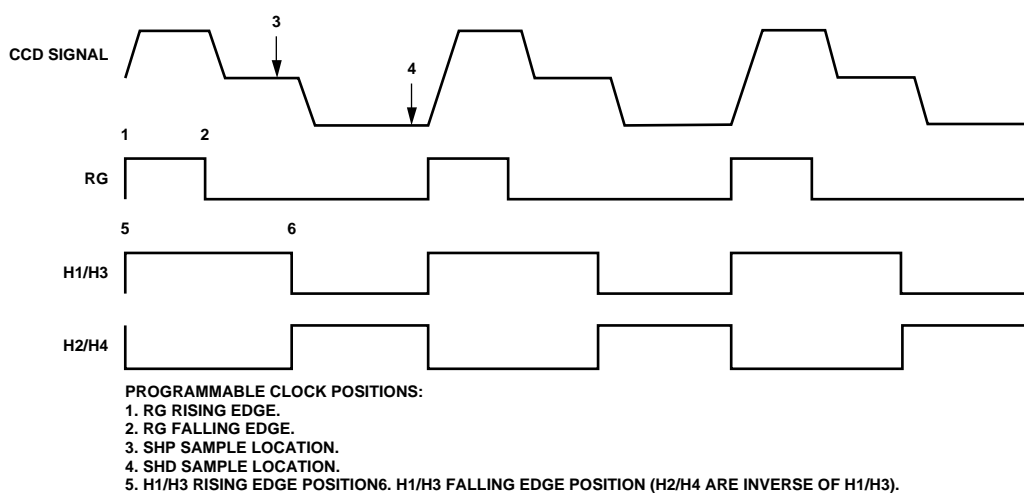 3
CCD SIGNAL
4
1 2
RG
5 6
H1/H3
H2/H4
PROGRAMMABLE CLOCK POSITIONS:
1. RG RISING EDGE.
2. RG FALLING EDGE.
3. SHP SAMPLE LOCATION.
4. SHD SAMPLE LOCATION.
5. H1/H3 RISING EDGE POSITION6. H1/H3 FALLING EDGE POSITION (H2/H4 ARE INVERSE OF H1/H3).